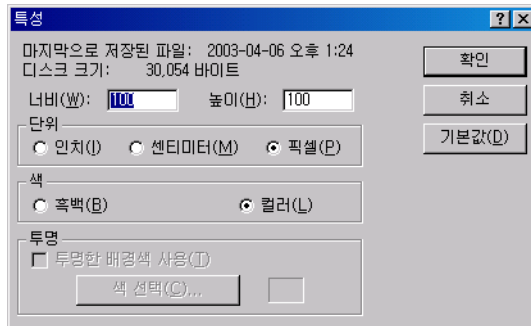 특성
마지막으로 저장된 파일: 2003-04-06 오후 1:24
확인
디스크 크기: 30,054 바이트
너비(W): 100 높이(H): 100
취소
단위
기본값(D)
인치(I) 센티미터(M) 픽셀(P)
색
흑백(B) 컬러(L)
투명
투명한 배경색 사용(T)
색 선택(C)...